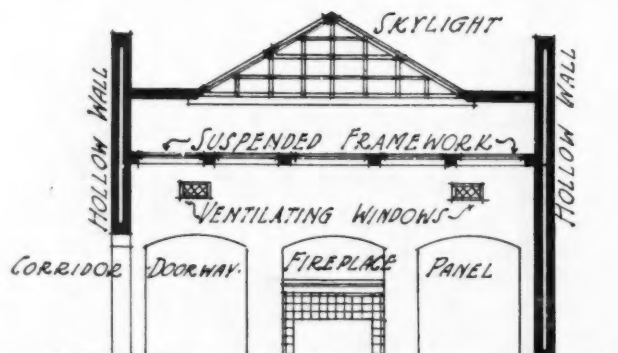 SKYLIGHT
HOLLOW WALL
HOLLOW WALL
SUSPENDED FRAMEWORK
VENTILATING WINDOWS
CORRIDOR
DOORWAY.
FIREPLACE
PANEL